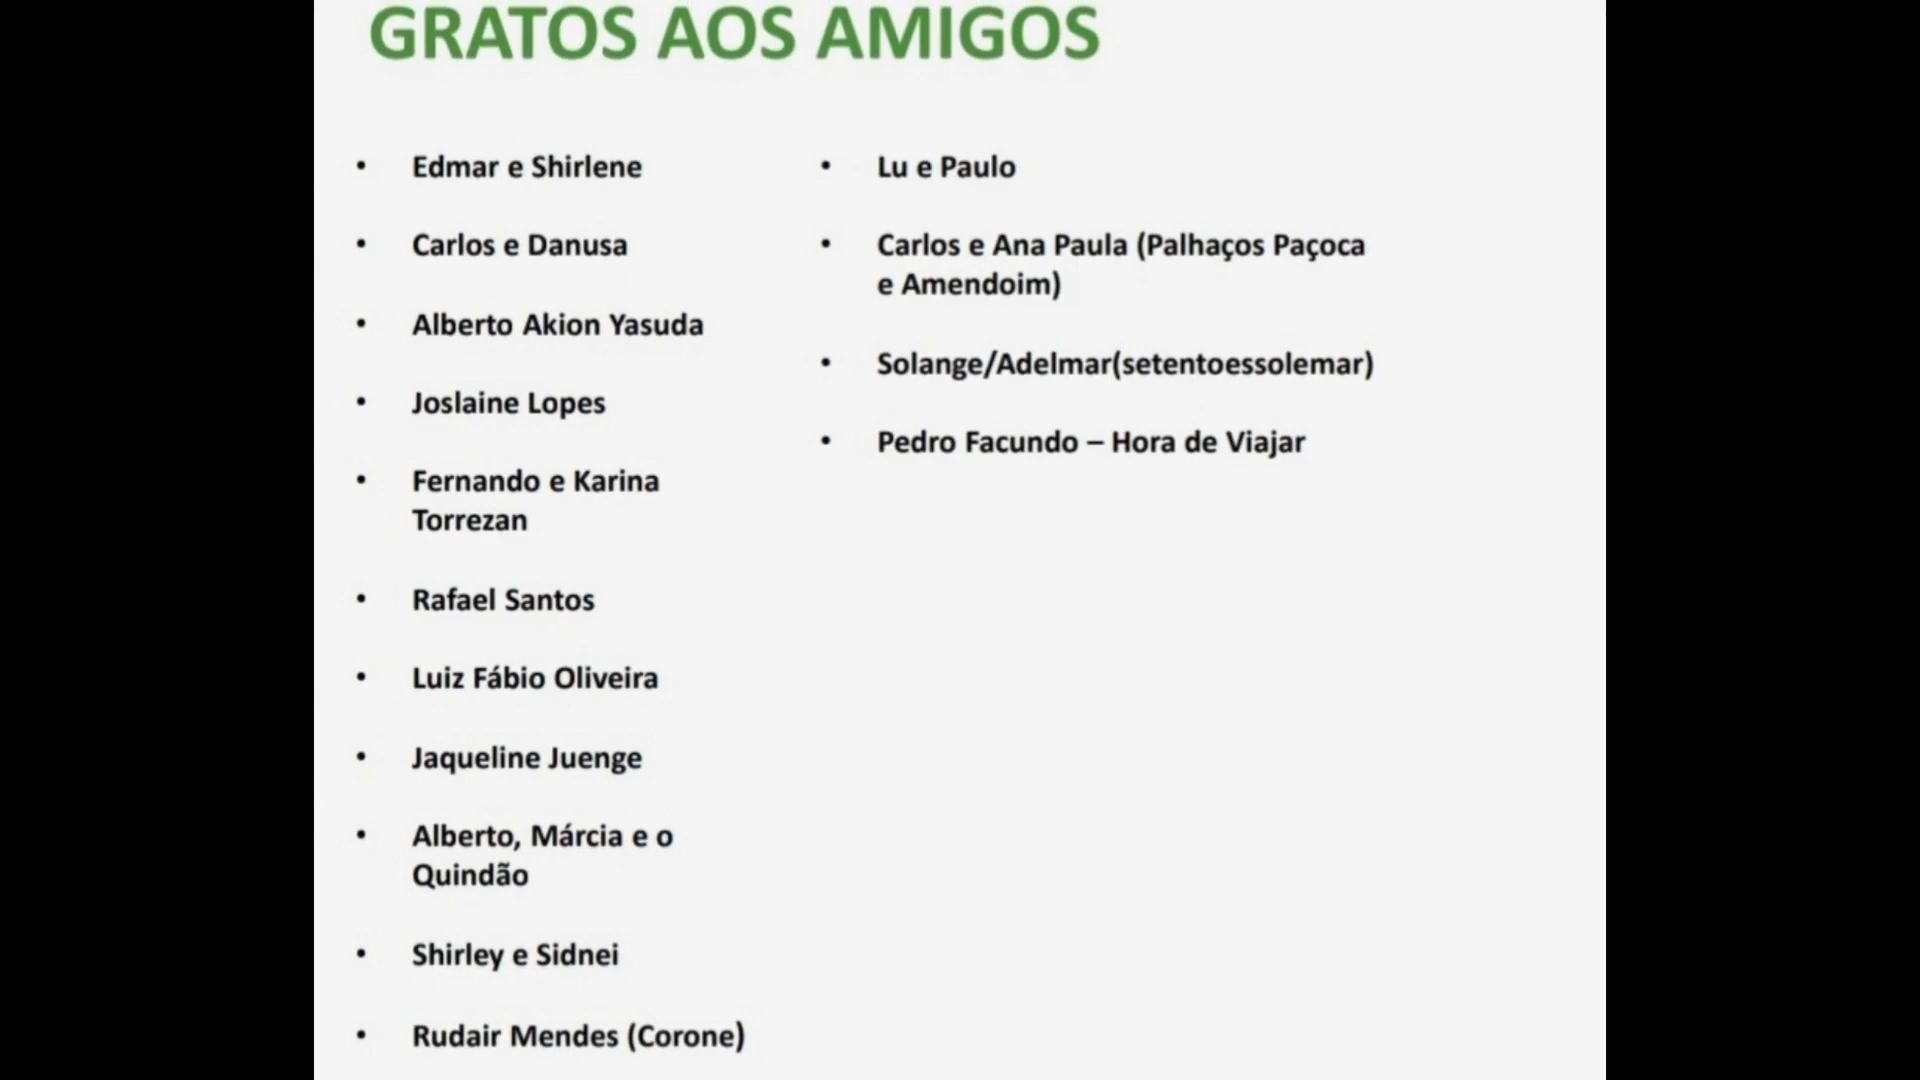 GRATOS AOS AMIGOS
• Edmar e Shirlene
• Carlos e Danusa
• Alberto Akion Yasuda
• Joslaine Lopes
• Fernando e Karina
Torrezan
• Rafael Santos
• Luiz Fábio Oliveira
• Jaqueline Juenge
• Alberto, Márcia e o
Quindão
• Shirley e Sidnei
• Rudair Mendes (Corone)
• Lu e Paulo
• Carlos e Ana Paula (Palhaços Paçoca
e Amendoim)
• Solange/Adelmar(setentoessolemar)
• Pedro Facundo – Hora de Viajar